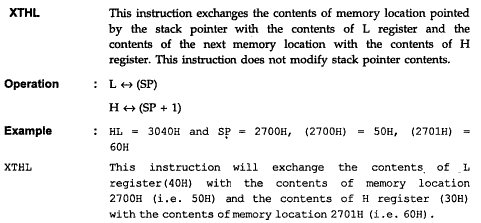 XTHL This instruction exchanges the contents of memory location pointed
by the stack pointer with the contents of L register and the
contents of the next memory location with the contents of H
register. This instruction does not modify stack pointer contents.
Operation : L ↔ (SP)
H ↔ (SP + 1)
Example : HL = 3040H and SP = 2700H, (2700H) = 50H, (2701H) =
60H
XTHL This instruction will exchange the contents of L
register(40H) with the contents of memory location
2700H (i.e. 50H) and the contents of H register (30H)
with the contents of memory location 2701H (i.e. 60H).